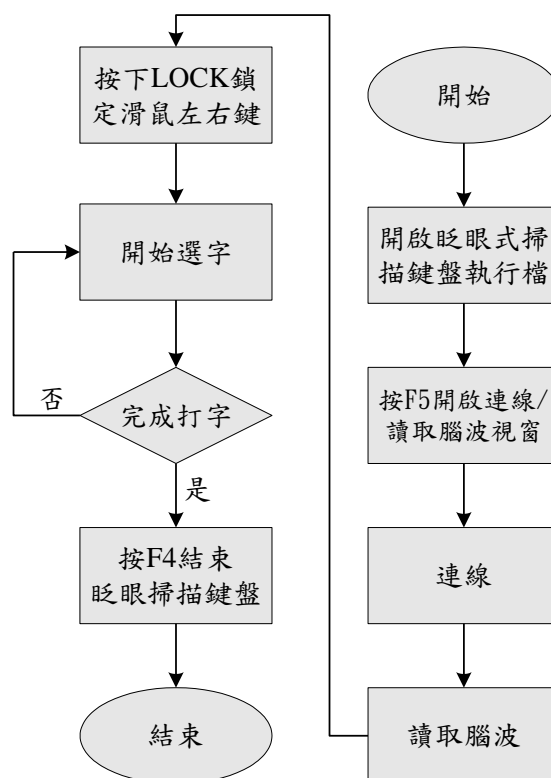 開始
開啟眨眼式掃
描鍵盤執行檔
按F5開啟連線/
讀取腦波視窗
連線
讀取腦波
按下LOCK鎖
定滑鼠左右鍵
開始選字
完成打字
否
是
按F4結束
眨眼掃描鍵盤
結束